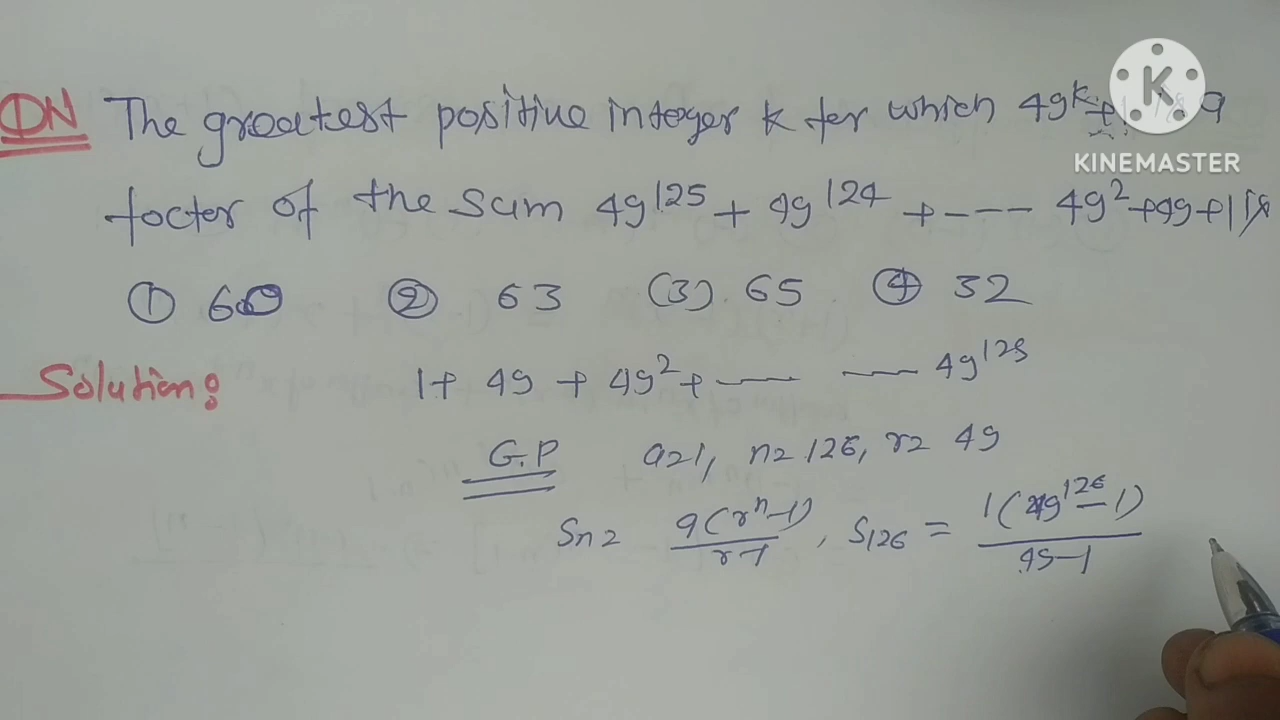 QN The greatest positive integer k for which 49^k+1 is a
KINEMASTER
factor of the sum 49^125 + 49^124 + - - - 49^2+49+1 is
① 60 ② 63 (3) 65 ④ 32
Solution: 1+ 49 + 49^2+ —— —— 49^125
G.P a=1, n=126, r= 49
Sn= a(r^n-1)/r-1, S126 = 1(49^126-1)/49-1